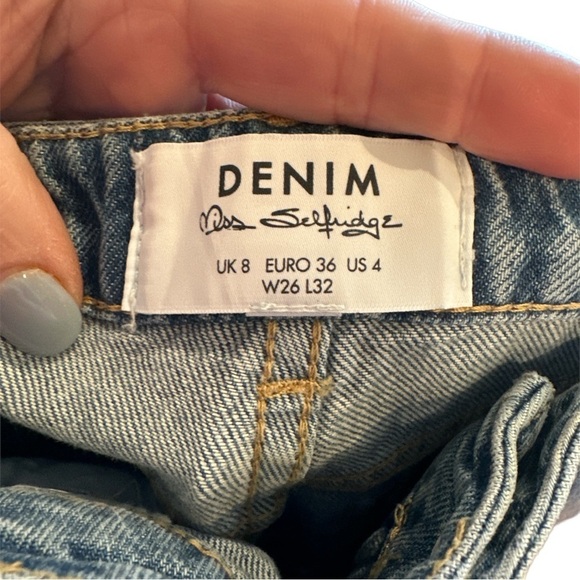 DENIM
Miss Selfridge
UK 8 EURO 36 US 4
W26 L32